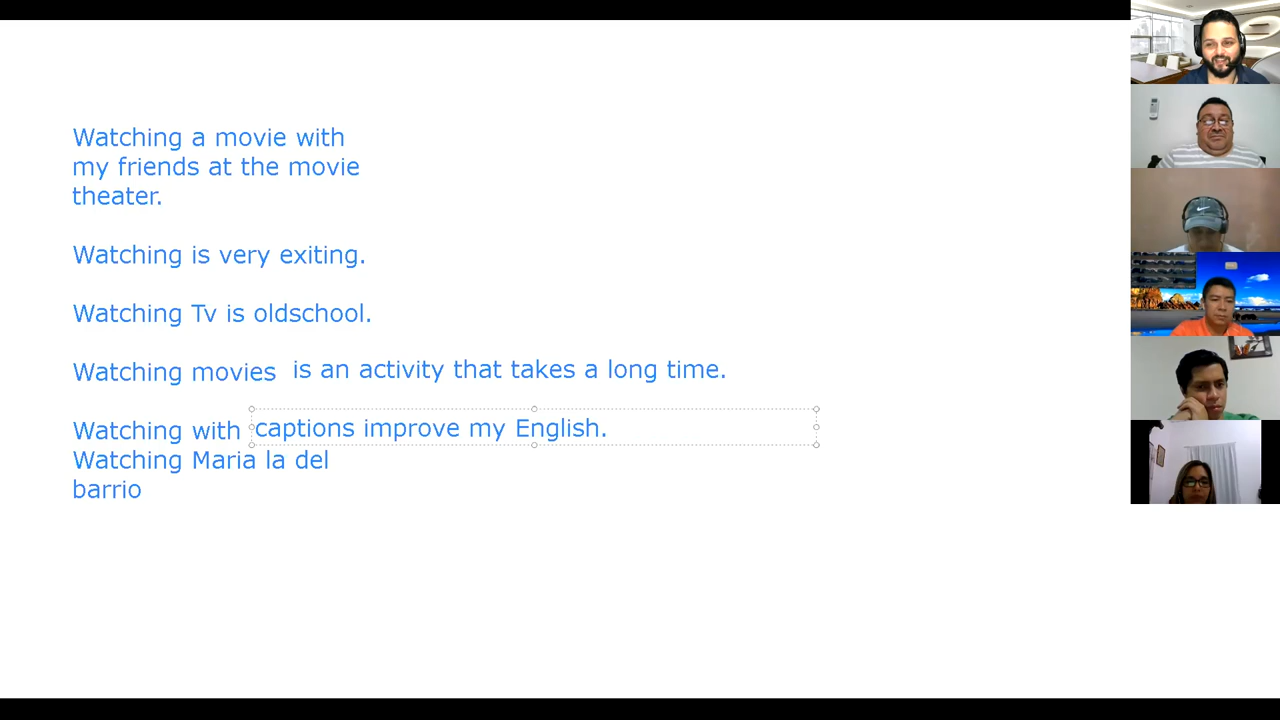 Watching a movie with
my friends at the movie
theater.
Watching is very exiting.
Watching Tv is oldschool.
Watching movies is an activity that takes a long time.
Watching with captions improve my English.
Watching Maria la del
barrio